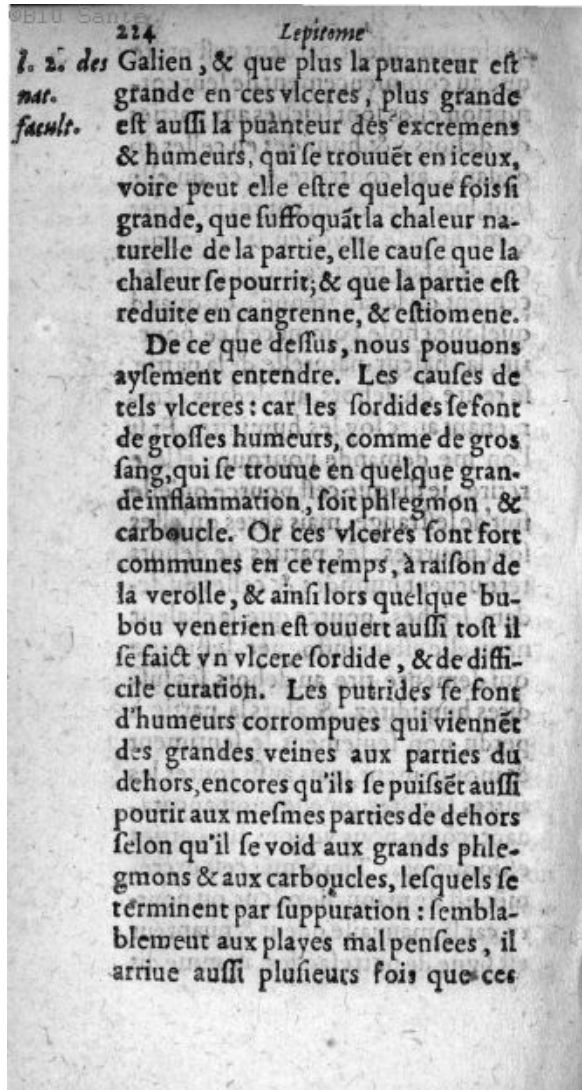 ©BIU Santé
224 Lepitome
l. 2. des Galien, & que plus la puanteur eſt
nat. grande en ces vlceres, plus grande
facult. eſt auſſi la puanteur des excremens
& humeurs, qui ſe trouuẽt en iceux,
voire peut elle eſtre quelque fois ſi
grande, que ſuffoquãt la chaleur na-
turelle de la partie, elle cauſe que la
chaleur ſe pourrit; & que la partie eſt
reduite en cangrenne, & eſtiomene.
De ce que deſſus, nous pouuons
ayſement entendre. Les cauſes de
tels vlceres : car les ſordides ſe font
de groſſes humeurs, comme de gros
ſang, qui ſe trouue en quelque gran-
de inflammation, ſoit phlegmon, &
carboucle. Or ces vlceres ſont fort
communes en ce temps, à raiſon de
la verolle, & ainſi lors quelque bu-
bou venerien eſt ouuert auſſi toſt il
ſe faict vn vlcere ſordide, & de diffi-
cile curation. Les putrides ſe font
d'humeurs corrompues qui viennẽt
des grandes veines aux parties du
dehors, encores qu'ils ſe puiſſẽt auſſi
pourir aux meſmes parties de dehors
ſelon qu'il ſe void aux grands phle-
gmons & aux carboucles, leſquels ſe
terminent par ſuppuration : ſembla-
blement aux playes mal penſees, il
arriue auſſi pluſieurs fois que ces